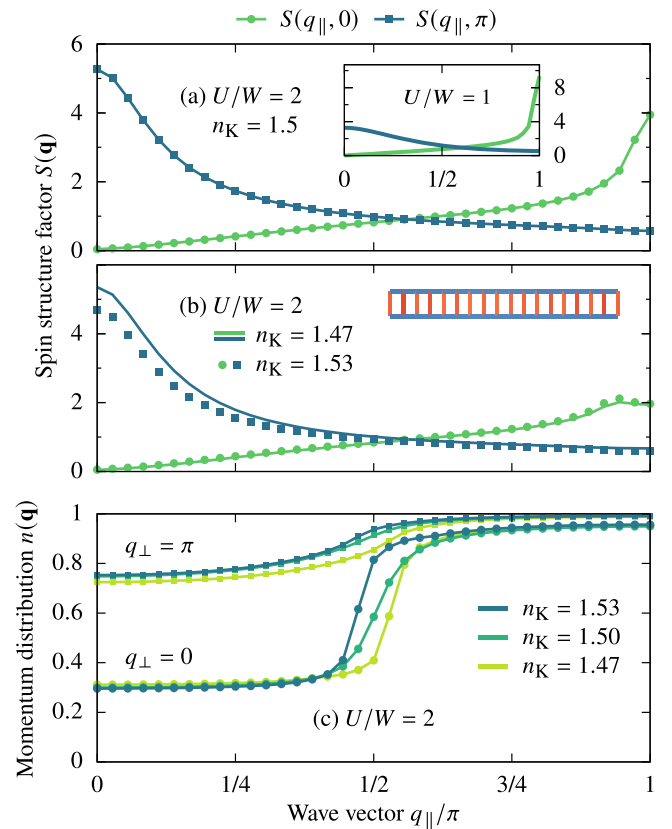 S(q∥, 0) S(q∥, π)
Spin structure factor S(q)
6
4
2
0
(a) U/W = 2
n_K = 1.5
U/W = 1
8
4
0
0 1/2 1
4
2
0
(b) U/W = 2
n_K = 1.47
n_K = 1.53
Momentum distribution n(q)
1
0.8
0.6
0.4
0.2
0
q⊥ = π
q⊥ = 0
n_K = 1.53
n_K = 1.50
n_K = 1.47
(c) U/W = 2
0 1/4 1/2 3/4 1
Wave vector q∥/π